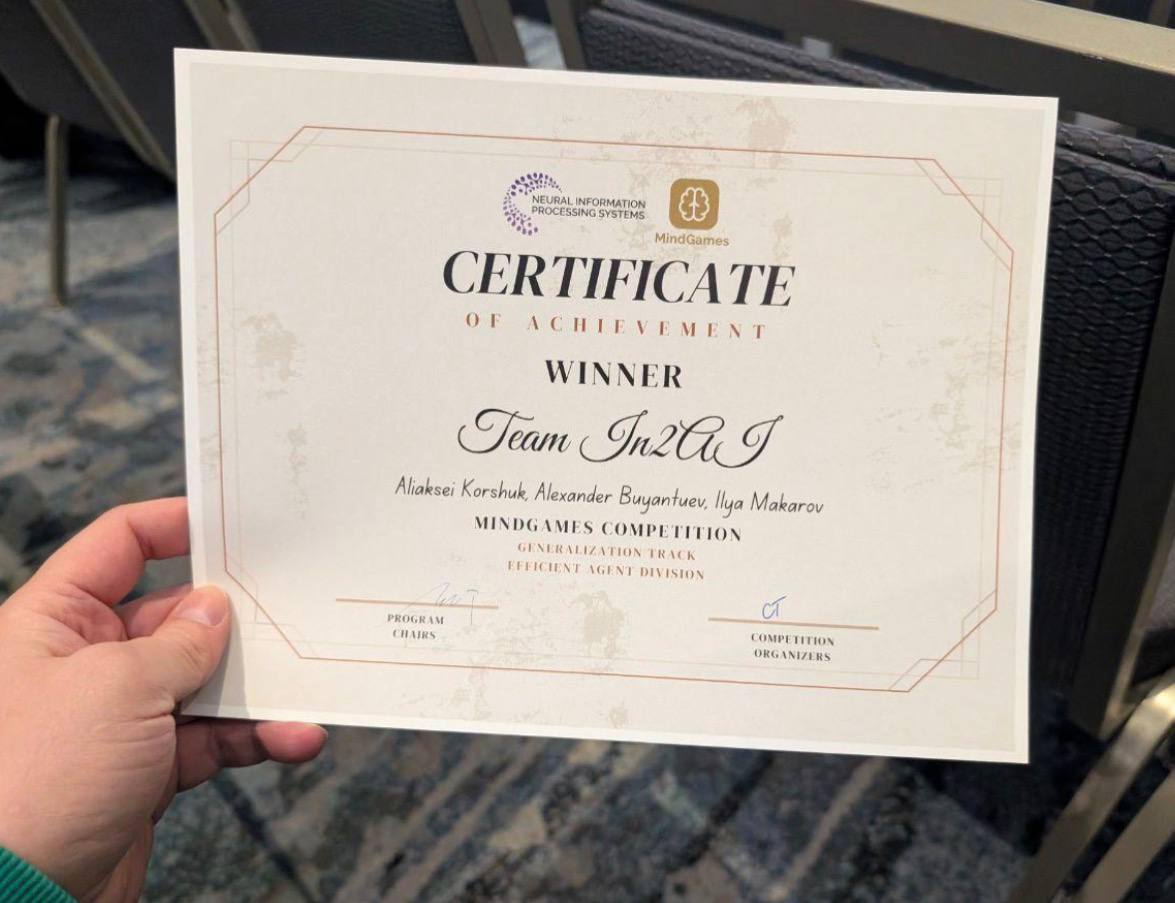 NEURAL INFORMATION
PROCESSING SYSTEMS
MindGames
CERTIFICATE
OF ACHIEVEMENT
WINNER
Team In2AI
Aliaksei Korshuk, Alexander Buyantuev, Ilya Makarov
MINDGAMES COMPETITION
GENERALIZATION TRACK
EFFICIENT AGENT DIVISION
PROGRAM
CHAIRS
CT
COMPETITION
ORGANIZERS